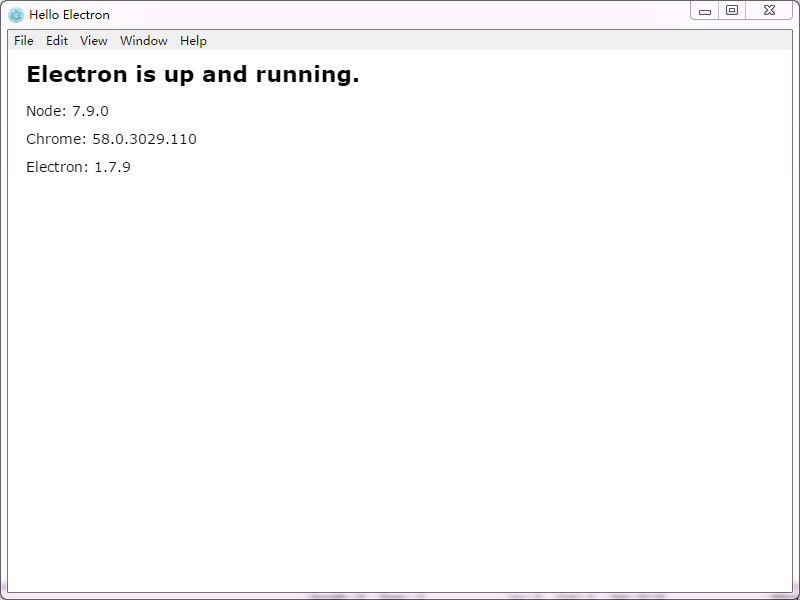 Hello Electron
File Edit View Window Help
Electron is up and running.
Node: 7.9.0
Chrome: 58.0.3029.110
Electron: 1.7.9